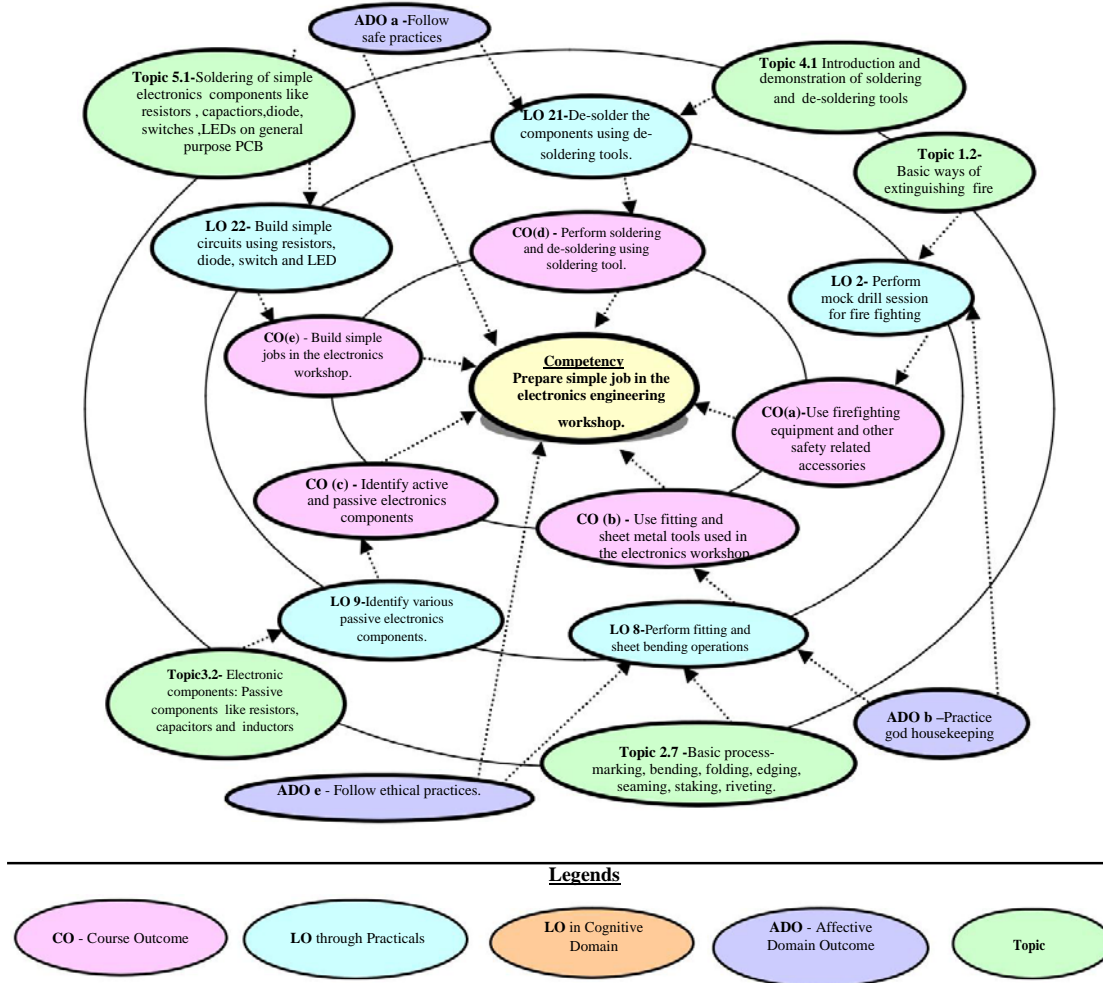 ADO a -Follow
safe practices
Topic 5.1-Soldering of simple
electronics components like
resistors , capactiors,diode,
switches ,LEDs on general
purpose PCB
Topic 4.1 Introduction and
demonstration of soldering
and de-soldering tools
LO 21-De-solder the
components using de-
soldering tools.
Topic 1.2-
Basic ways of
extinguishing fire
LO 22- Build simple
circuits using resistors,
diode, switch and LED
CO(d) - Perform soldering
and de-soldering using
soldering tool.
LO 2- Perform
mock drill session
for fire fighting
CO(e) - Build simple
jobs in the electronics
workshop.
Competency
Prepare simple job in the
electronics engineering
workshop.
CO(a)-Use firefighting
equipment and other
safety related
accessories
CO (c) - Identify active
and passive electronics
components
CO (b) - Use fitting and
sheet metal tools used in
the electronics workshop
LO 9-Identify various
passive electronics
components.
LO 8-Perform fitting and
sheet bending operations
Topic3.2- Electronic
components: Passive
components like resistors,
capacitors and inductors
ADO b –Practice
god housekeeping
Topic 2.7 -Basic process-
marking, bending, folding, edging,
seaming, staking, riveting.
ADO e - Follow ethical practices.
Legends
CO - Course Outcome
LO through Practicals
LO in Cognitive
Domain
ADO - Affective
Domain Outcome
Topic